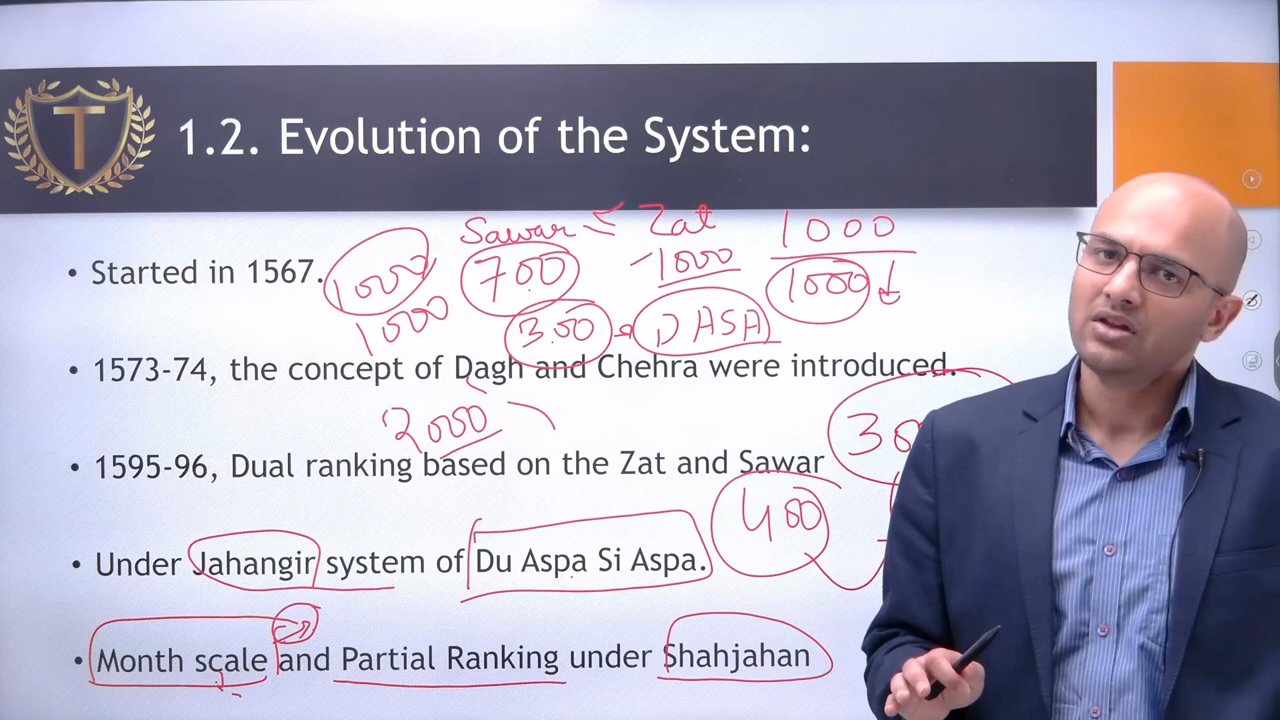 T
1.2. Evolution of the System:
Sawar < Zat 1000
• Started in 1567. 1000 700 1000 1000 ↓
1000 300 → DASA
• 1573-74, the concept of Dagh and Chehra were introduced.
2000
• 1595-96, Dual ranking based on the Zat and Sawar
400
• Under Jahangir system of Du Aspa Si Aspa.
• Month scale and Partial Ranking under Shahjahan